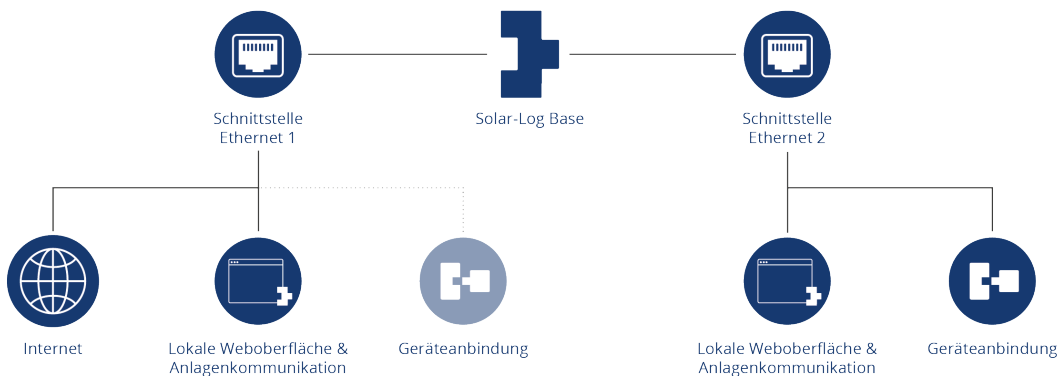 Schnittstelle
Ethernet 1
Solar-Log Base
Schnittstelle
Ethernet 2
Internet
Lokale Weboberfläche &
Anlagenkommunikation
Geräteanbindung
Lokale Weboberfläche &
Anlagenkommunikation
Geräteanbindung